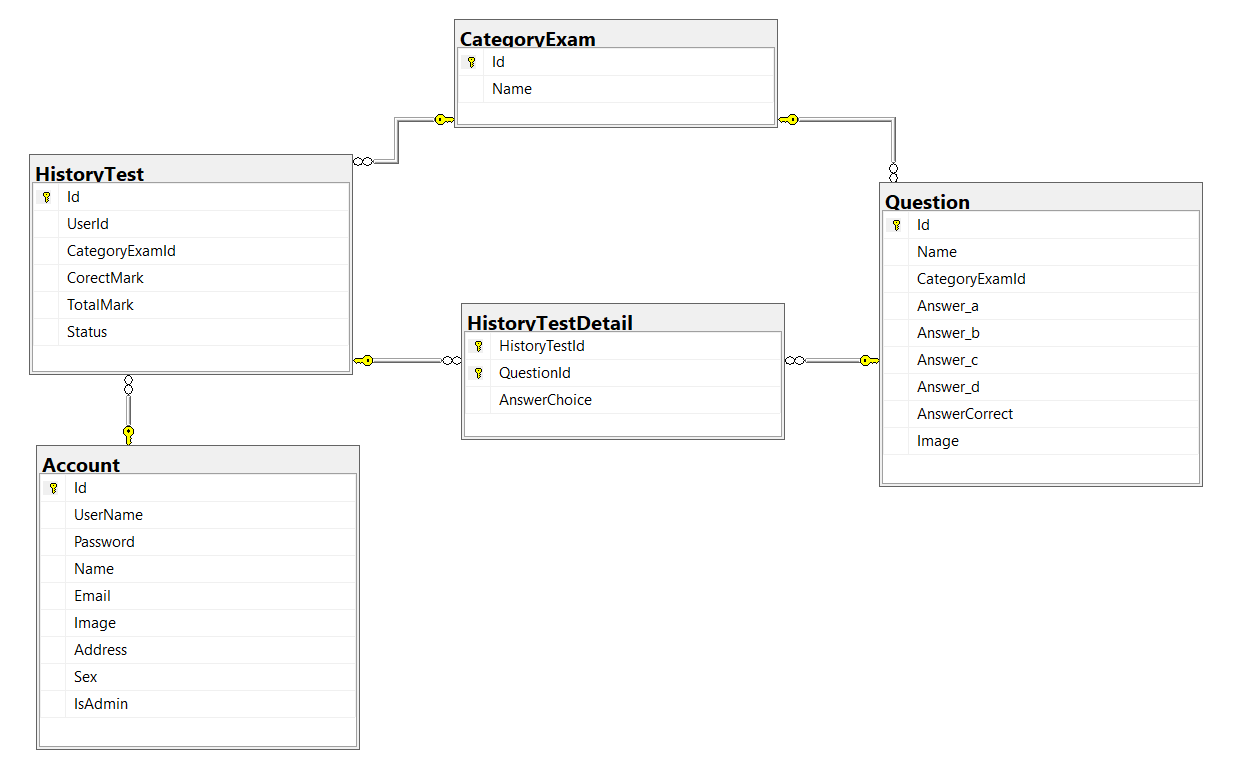 CategoryExam
Id
Name
HistoryTest
Id
UserId
CategoryExamId
CorectMark
TotalMark
Status
Question
Id
Name
CategoryExamId
Answer_a
Answer_b
Answer_c
Answer_d
AnswerCorrect
Image
HistoryTestDetail
HistoryTestId
QuestionId
AnswerChoice
Account
Id
UserName
Password
Name
Email
Image
Address
Sex
IsAdmin